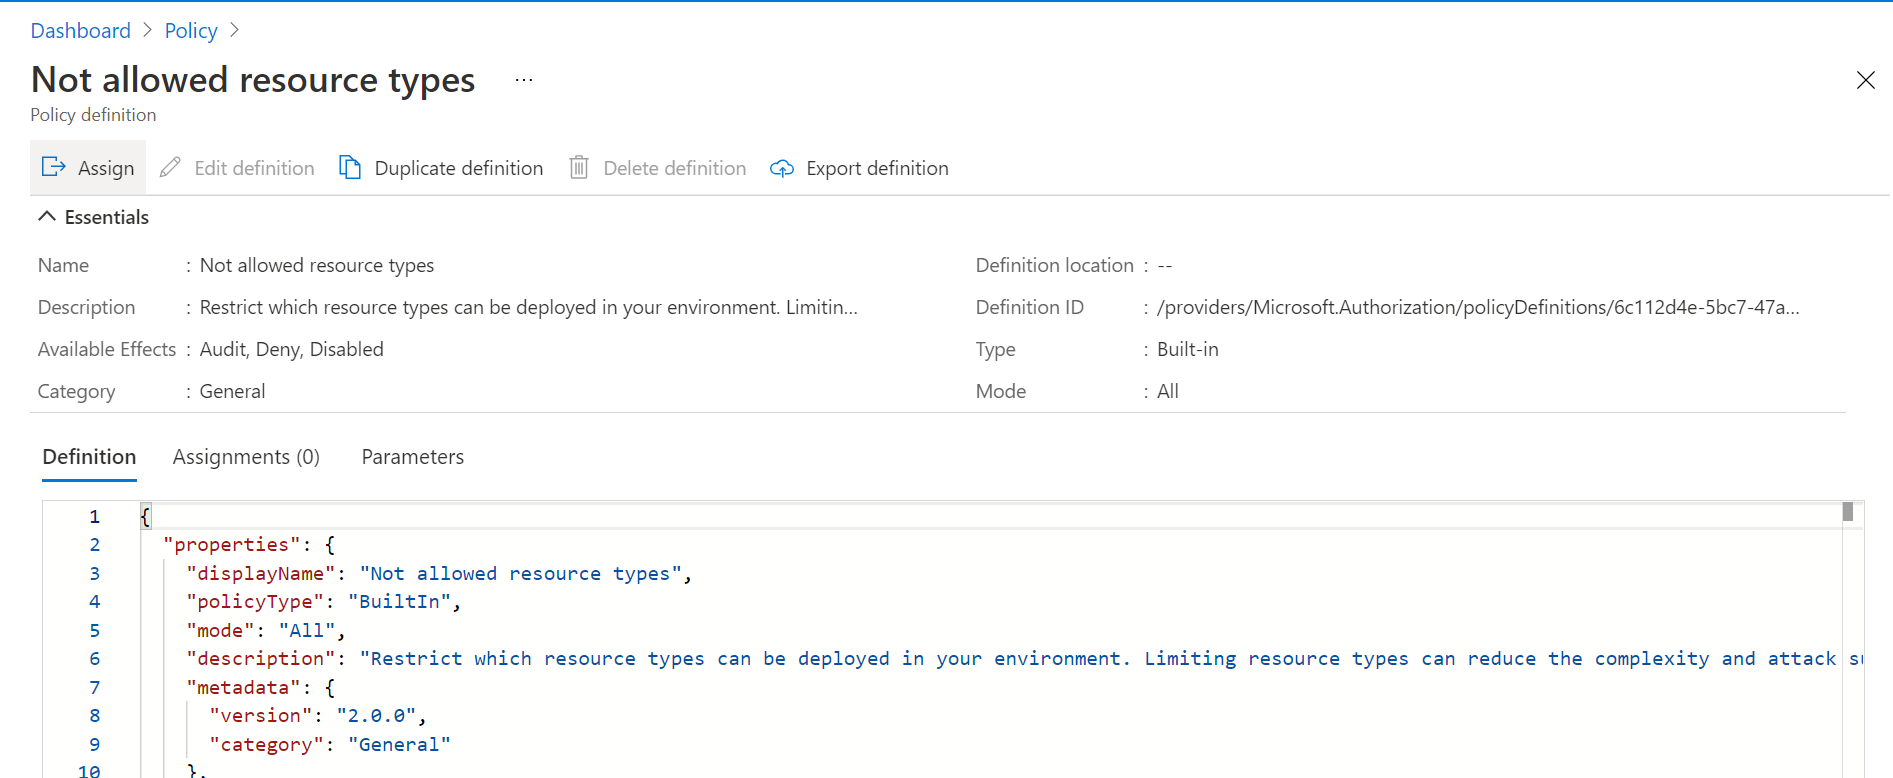 Dashboard > Policy >
Not allowed resource types ...
Policy definition
Assign Edit definition Duplicate definition Delete definition Export definition
Essentials
Name : Not allowed resource types Definition location : --
Description : Restrict which resource types can be deployed in your environment. Limitin... Definition ID : /providers/Microsoft.Authorization/policyDefinitions/6c112d4e-5bc7-47a...
Available Effects : Audit, Deny, Disabled Type : Built-in
Category : General Mode : All
Definition Assignments (0) Parameters
1 {
2 "properties": {
3 "displayName": "Not allowed resource types",
4 "policyType": "BuiltIn",
5 "mode": "All",
6 "description": "Restrict which resource types can be deployed in your environment. Limiting resource types can reduce the complexity and attack
7 "metadata": {
8 "version": "2.0.0",
9 "category": "General"
10 },